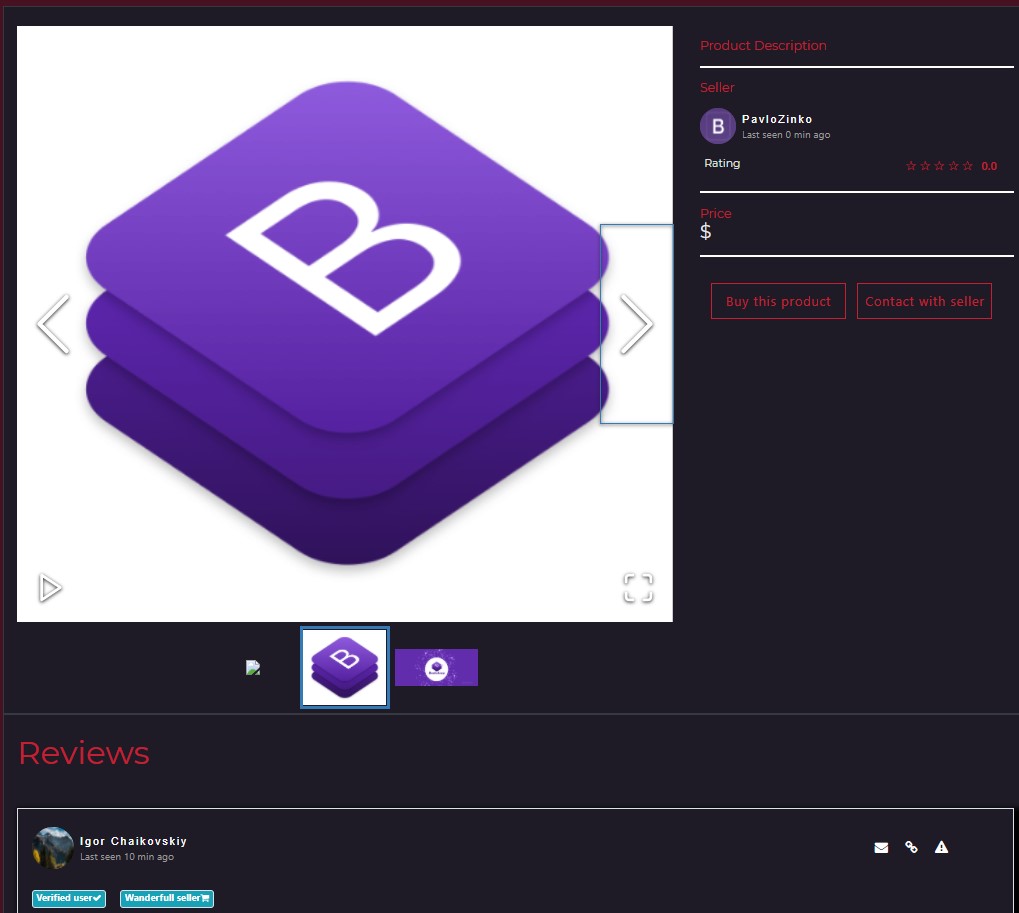 B
Product Description
Seller
B
PavloZinko
Last seen 0 min ago
Rating
0.0
Price
$
Buy this product
Contact with seller
B
Reviews
Igor Chaikovskiy
Last seen 10 min ago
Verified user
Wanderfull seller